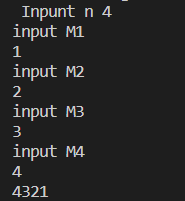 Inpunt n 4
input M1
1
input M2
2
input M3
3
input M4
4
4321